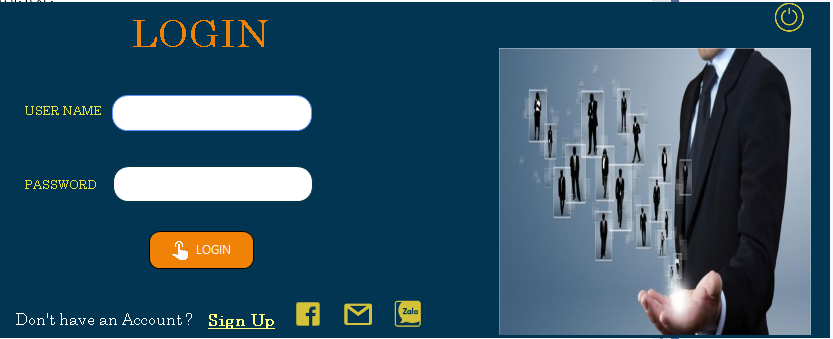 LOGIN
USER NAME
PASSWORD
LOGIN
Don't have an Account? Sign Up
Zalo